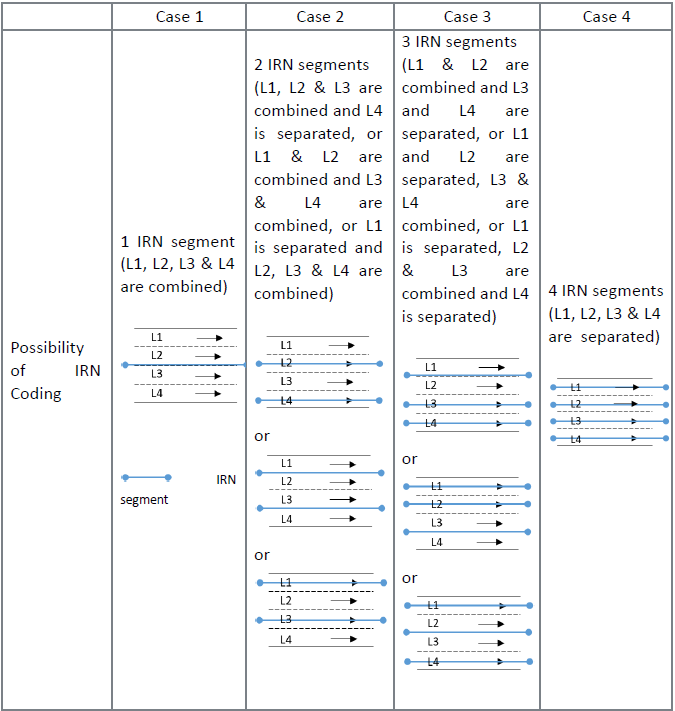 Case 1
Case 2
Case 3
Case 4
Possibility
of IRN
Coding
1 IRN segment
(L1, L2, L3 & L4
are combined)
L1
L2
L3
L4
IRN
segment
2 IRN segments
(L1, L2 & L3 are
combined and L4
is separated, or
L1 & L2 are
combined and L3
& L4 are
combined, or L1
is separated and
L2, L3 & L4 are
combined)
L1
L2
L3
L4
or
L1
L2
L3
L4
or
L1
L2
L3
L4
3 IRN segments
(L1 & L2 are
combined and L3
and L4 are
separated, or L1
and L2 are
separated, L3 &
L4 are
combined, or L1
is separated, L2
& L3 are
combined and L4
is separated)
L1
L2
L3
L4
or
L1
L2
L3
L4
or
L1
L2
L3
L4
4 IRN segments
(L1, L2, L3 & L4
are separated)
L1
L2
L3
L4